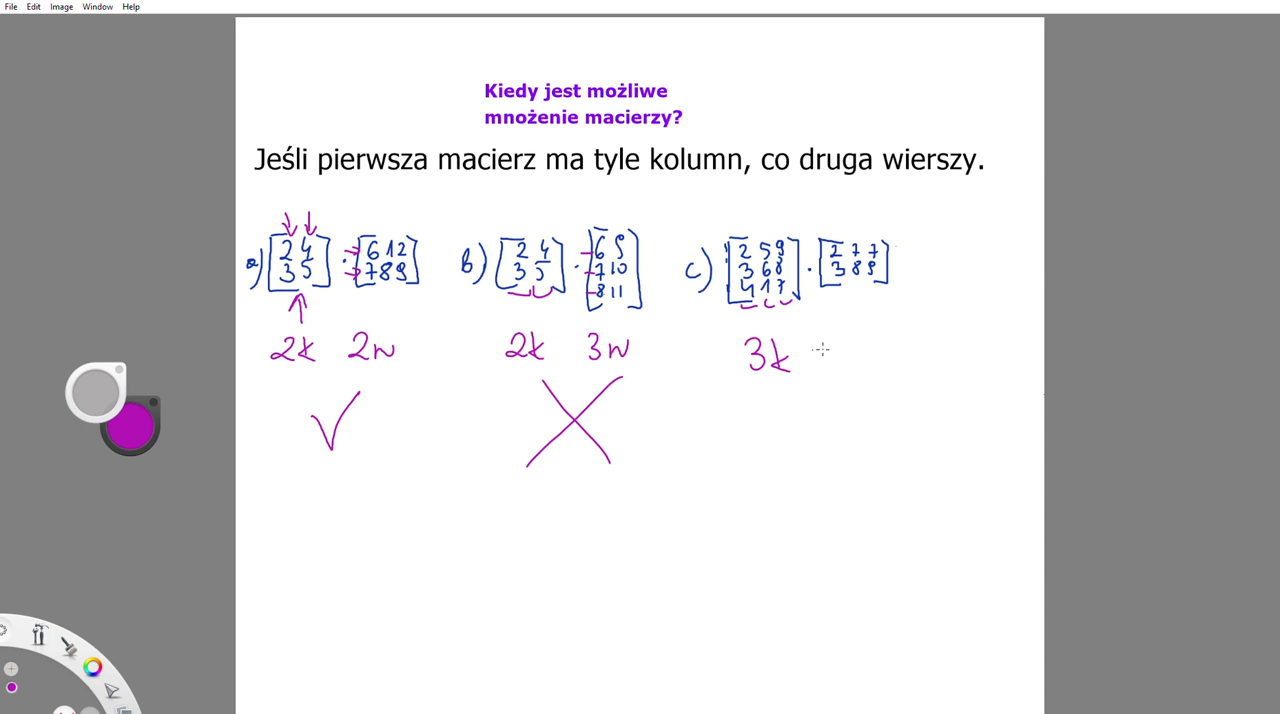 File Edit Image Window Help
Kiedy jest możliwe
mnożenie macierzy?
Jeśli pierwsza macierz ma tyle kolumn, co druga wierszy.
a) [2 4] · [6 12] b) [2 4] · [6 9] c) [2 5 9] · [2 7 7]
[3 5] [7 8 9] [3 5] [7 10] [3 6 8] [3 8 9]
[8 11] [4 1 7]
2k 2w 2k 3w 3k